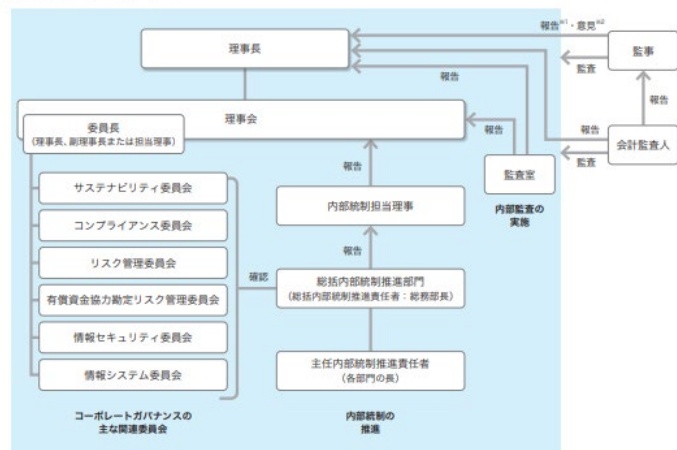 報告※1・意見※2
理事長
監事
監査
報告
報告
理事会
委員長
(理事長、副理事長または担当理事)
報告
報告
会計監査人
監査
報告
監査室
サステナビリティ委員会
内部統制担当理事
内部監査の
実施
コンプライアンス委員会
報告
リスク管理委員会
確認
総括内部統制推進部門
(総括内部統制推進責任者：総務部長)
有償資金協力勘定リスク管理委員会
情報セキュリティ委員会
主任内部統制推進責任者
(各部門の長)
情報システム委員会
コーポレートガバナンスの
主な関連委員会
内部統制の
推進